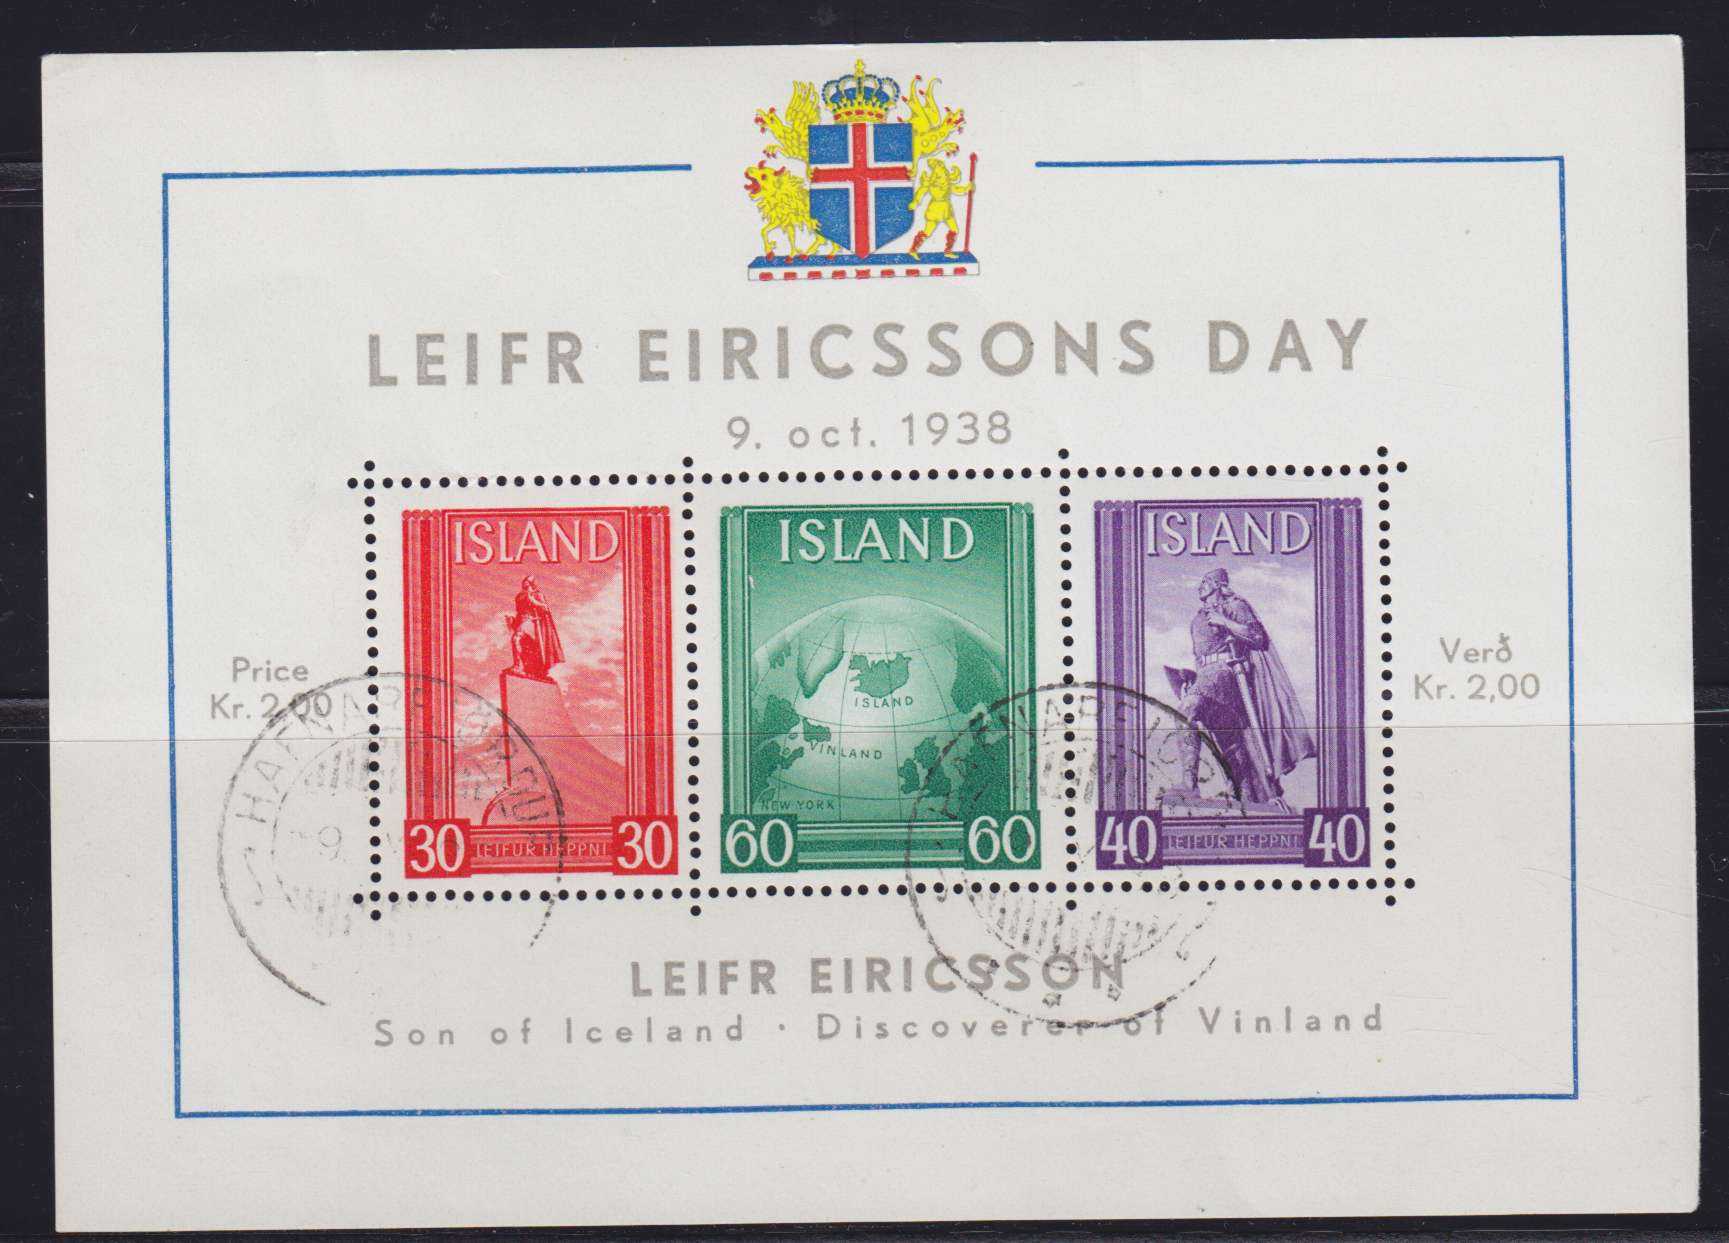 LEIFR EIRICSSONS DAY
9. oct. 1938
ISLAND
30 LEIFUR HEPPNI 30
ISLAND
ISLAND
VINLAND
NEW YORK
60 60
ISLAND
40 LEIFUR HEPPNI 40
Price
Kr. 2,00
Verð
Kr. 2,00
LEIFR EIRICSSON
Son of Iceland · Discoverer of Vinland